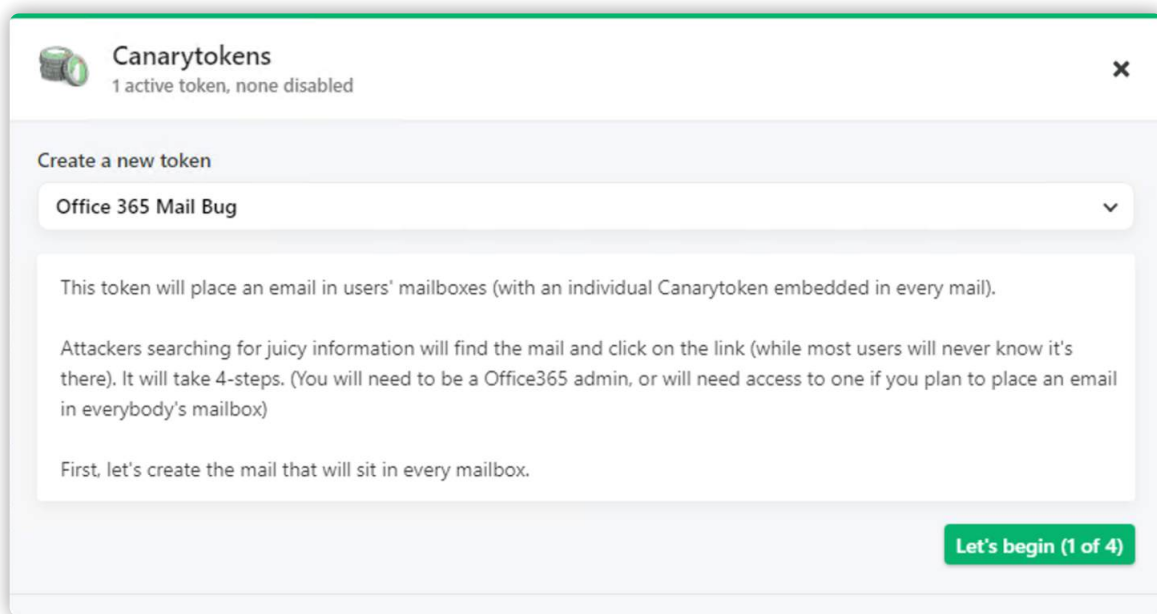 Canarytokens
1 active token, none disabled
Create a new token
Office 365 Mail Bug
This token will place an email in users' mailboxes (with an individual Canarytoken embedded in every mail).
Attackers searching for juicy information will find the mail and click on the link (while most users will never know it's
there). It will take 4-steps. (You will need to be a Office365 admin, or will need access to one if you plan to place an email
in everybody's mailbox)
First, let's create the mail that will sit in every mailbox.
Let's begin (1 of 4)